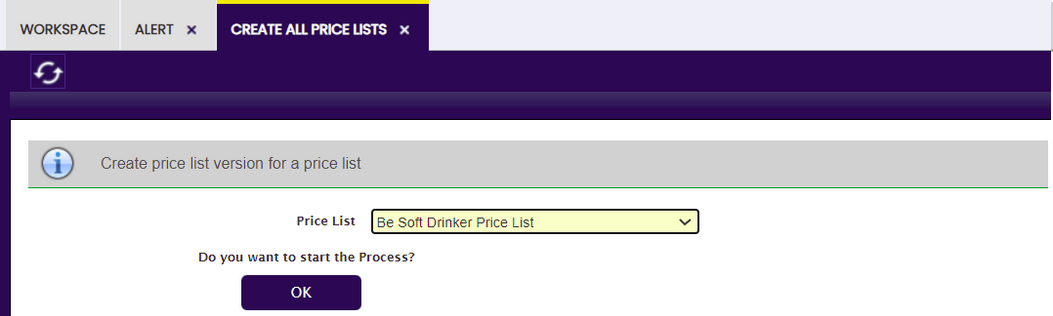 WORKSPACE ALERT × CREATE ALL PRICE LISTS ×
Create price list version for a price list
Price List Be Soft Drinker Price List
Do you want to start the Process?
OK